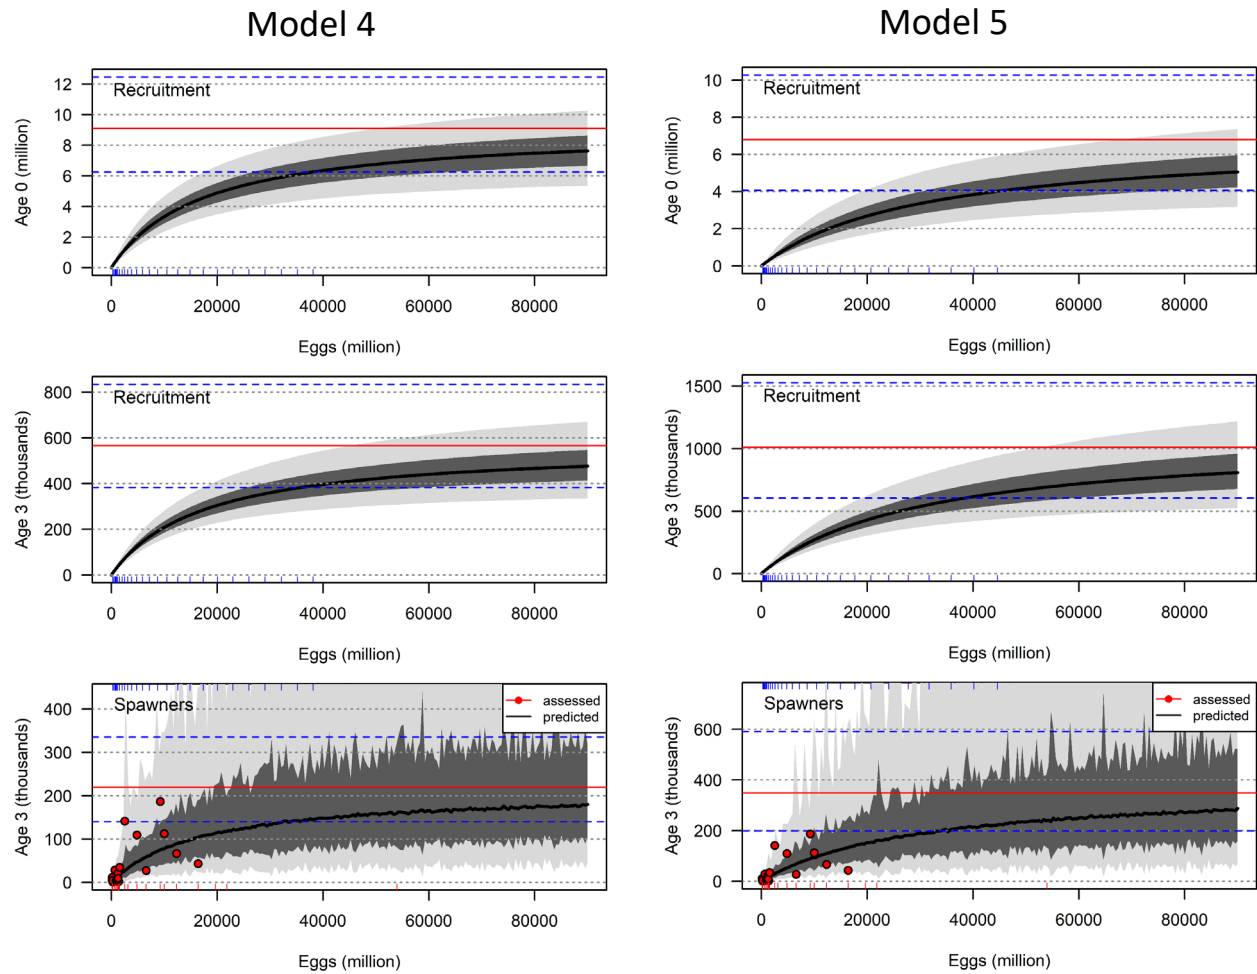 Model 4
Model 5
Recruitment
Age 0 (million)
12
10
8
6
4
2
0
0 20000 40000 60000 80000
Eggs (million)
Recruitment
Age 0 (million)
10
8
6
4
2
0
0 20000 40000 60000 80000
Eggs (million)
Recruitment
Age 3 (thousands)
800
600
400
200
0
0 20000 40000 60000 80000
Eggs (million)
Recruitment
Age 3 (thousands)
1500
1000
500
0
0 20000 40000 60000 80000
Eggs (million)
Spawners
assessed
predicted
Age 3 (thousands)
400
300
200
100
0
0 20000 40000 60000 80000
Eggs (million)
Spawners
assessed
predicted
Age 3 (thousands)
600
400
200
0
0 20000 40000 60000 80000
Eggs (million)